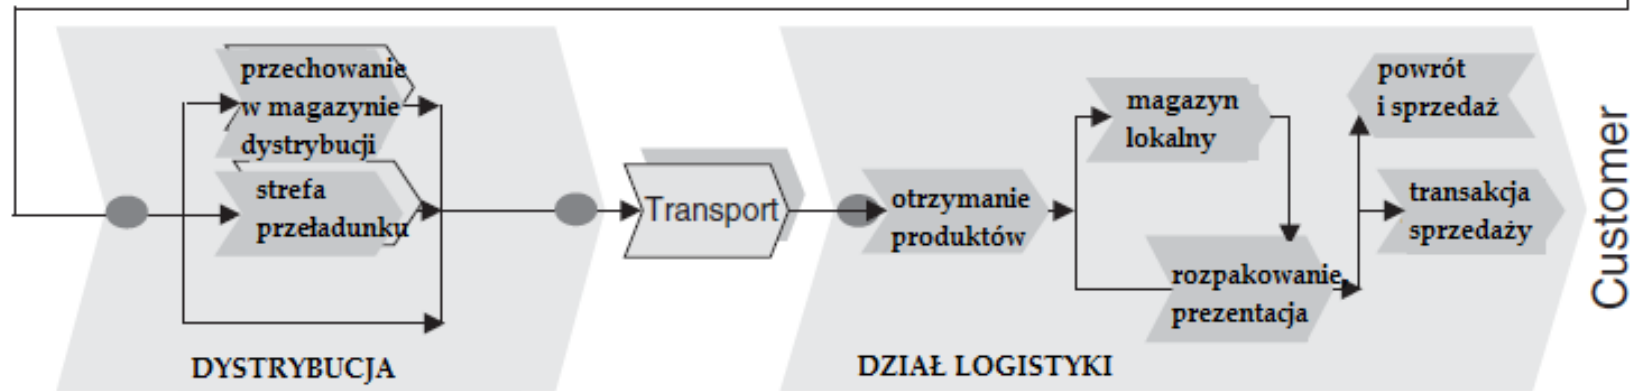 przechowanie
w magazynie
dystrybucji
strefa
przeładunku
DYSTRYBUCJA
Transport
otrzymanie
produktów
magazyn
lokalny
rozpakowanie,
prezentacja
powrót
i sprzedaż
transakcja
sprzedaży
DZIAŁ LOGISTYKI
Customer